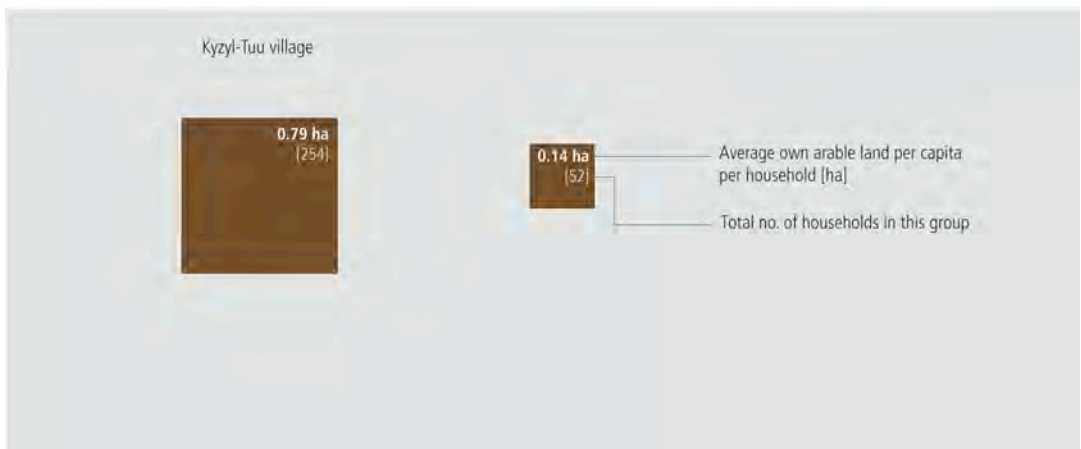 Kyzyl-Tuu village
0.79 ha
[254]
0.14 ha
[52]
Average own arable land per capita
per household [ha]
Total no. of households in this group